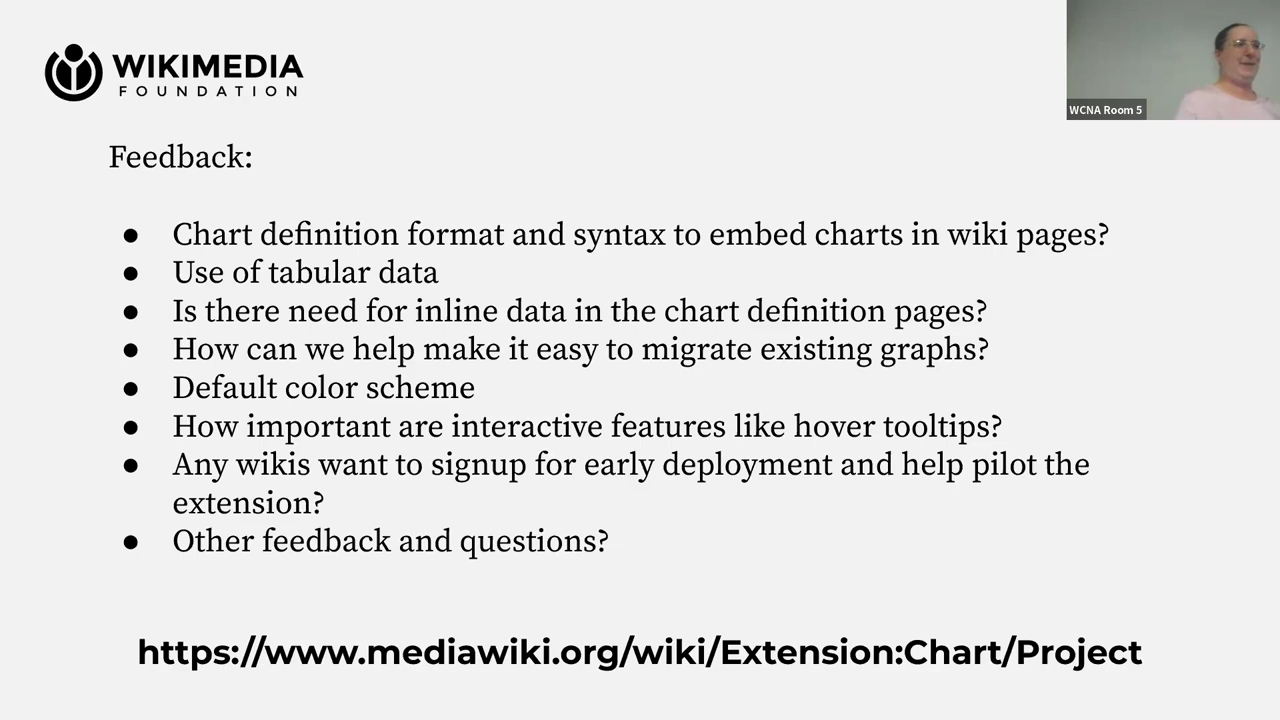 WIKIMEDIA
FOUNDATION
WCNA Room 5
Feedback:
● Chart definition format and syntax to embed charts in wiki pages?
● Use of tabular data
● Is there need for inline data in the chart definition pages?
● How can we help make it easy to migrate existing graphs?
● Default color scheme
● How important are interactive features like hover tooltips?
● Any wikis want to signup for early deployment and help pilot the
extension?
● Other feedback and questions?
https://www.mediawiki.org/wiki/Extension:Chart/Project